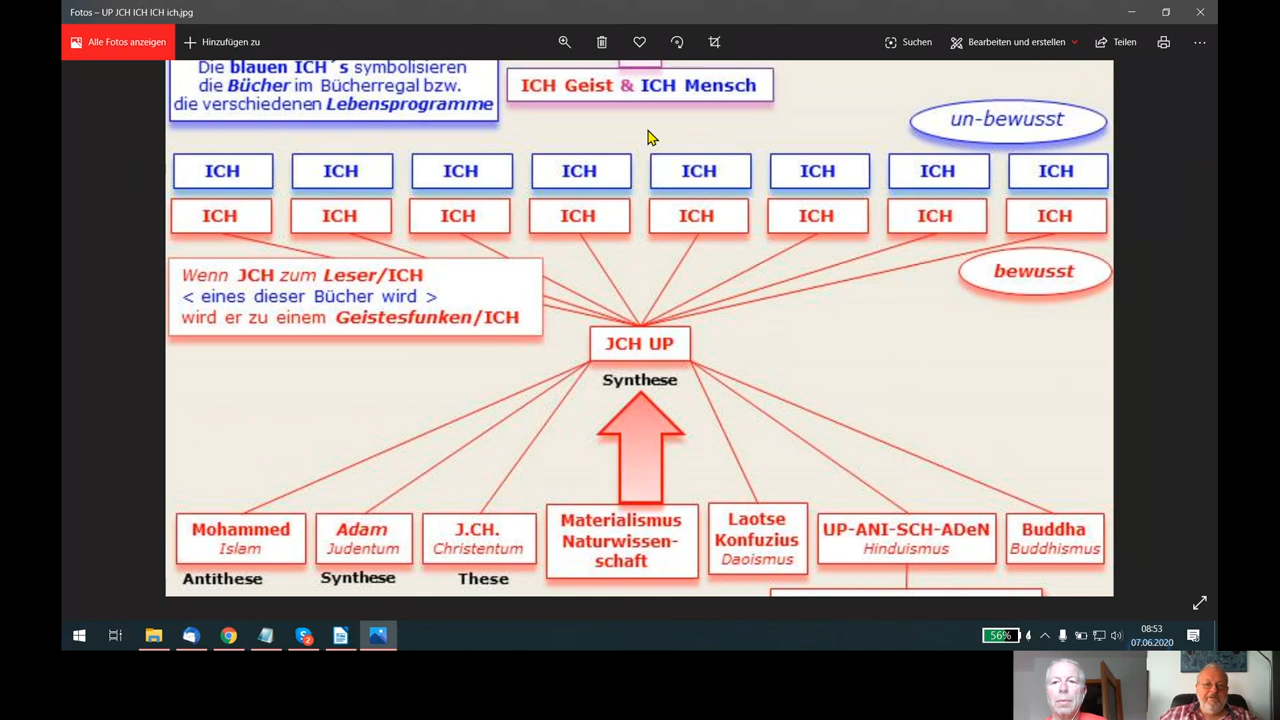 Fotos – UP JCH ICH ICH ich.jpg
Alle Fotos anzeigen
Hinzufügen zu
Suchen
Bearbeiten und erstellen
Teilen
Die blauen ICH´s symbolisieren
die Bücher im Bücherregal bzw.
die verschiedenen Lebensprogramme
ICH Geist & ICH Mensch
un-bewusst
ICH ICH ICH ICH ICH ICH ICH ICH
ICH ICH ICH ICH ICH ICH ICH ICH
bewusst
Wenn JCH zum Leser/ICH
< eines dieser Bücher wird >
wird er zu einem Geistesfunken/ICH
JCH UP
Synthese
Mohammed
Islam
Antithese
Adam
Judentum
Synthese
J.CH.
Christentum
These
Materialismus
Naturwissen-
schaft
Laotse
Konfuzius
Daoismus
UP-ANI-SCH-ADeN
Hinduismus
Buddha
Buddhismus
56%
08:53
07.06.2020